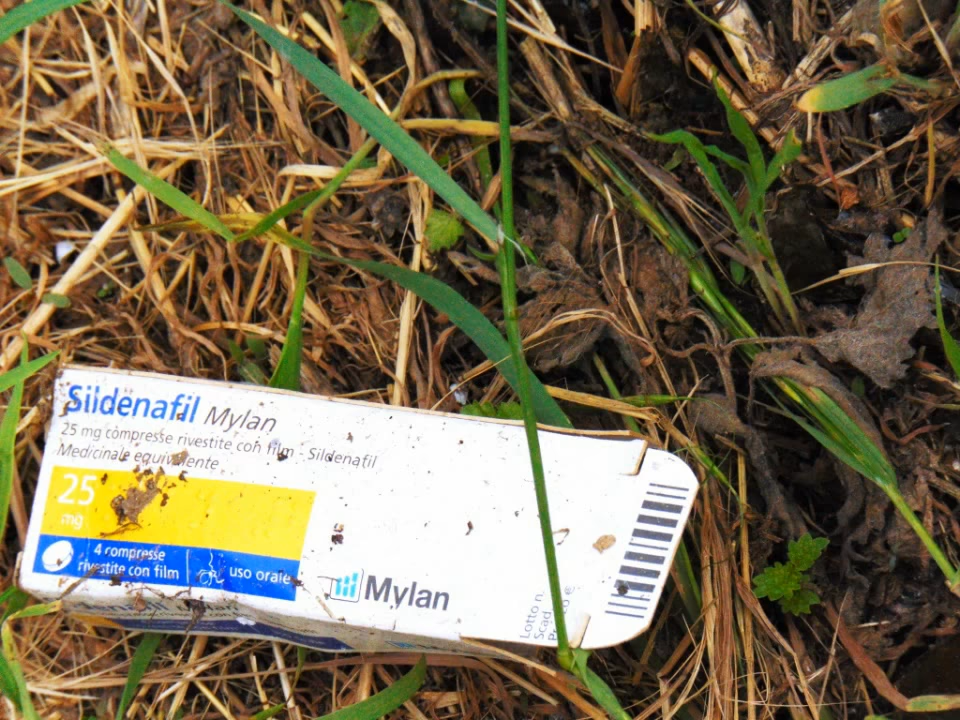 Sildenafil Mylan
25 mg compresse rivestite con film - Sildenafil
Medicinale equivalente
25
mg
4 compresse
rivestite con film
uso orale
Mylan
Lotto n.
Scad.